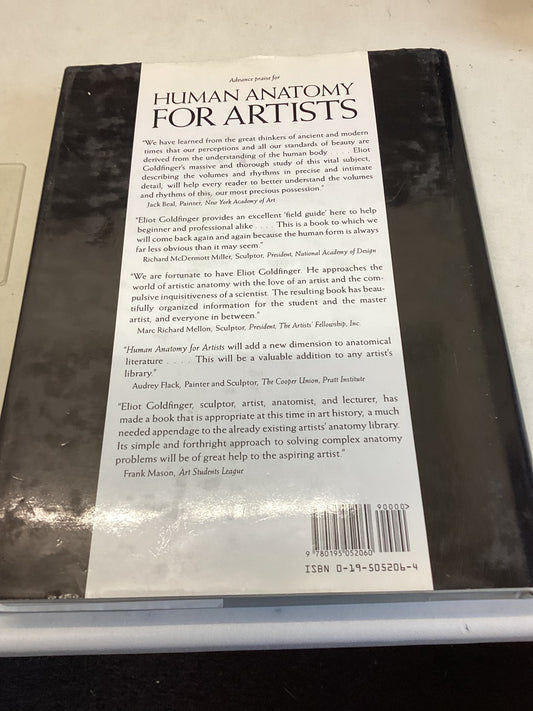 Advance praise for
HUMAN ANATOMY
FOR ARTISTS
"We have learned from the great thinkers of ancient and modern
times that our perceptions and all our standards of beauty are
derived from the understanding of the human body . . . . Eliot
Goldfinger's massive and thorough study of this vital subject,
describing the volumes and rhythms in precise and intimate
detail, will help every reader to better understand the volumes
and rhythms of this, our most precious possession."
Jack Beal, Painter, New York Academy of Art
"Eliot Goldfinger provides an excellent 'field guide' here to help
beginner and professional alike . . . . This is a book to which we
will come back again and again because the human form is always
far less obvious than it may seem."
Richard McDermott Miller, Sculptor, President, National Academy of Design
"We are fortunate to have Eliot Goldfinger. He approaches the
world of artistic anatomy with the love of an artist and the com-
pulsive inquisitiveness of a scientist. The resulting book has beau-
tifully organized information for the student and the master
artist, and everyone in between."
Marc Richard Mellon, Sculptor, President, The Artists' Fellowship, Inc.
"Human Anatomy for Artists will add a new dimension to anatomical
literature . . . . This will be a valuable addition to any artist's
library."
Audrey Flack, Painter and Sculptor, The Cooper Union, Pratt Institute
"Eliot Goldfinger, sculptor, artist, anatomist, and lecturer, has
made a book that is appropriate at this time in art history, a much
needed appendage to the already existing artists' anatomy library.
Its simple and forthright approach to solving complex anatomy
problems will be of great help to the aspiring artist."
Frank Mason, Art Students League
90000>
9 780195 052060
ISBN 0-19-505206-4